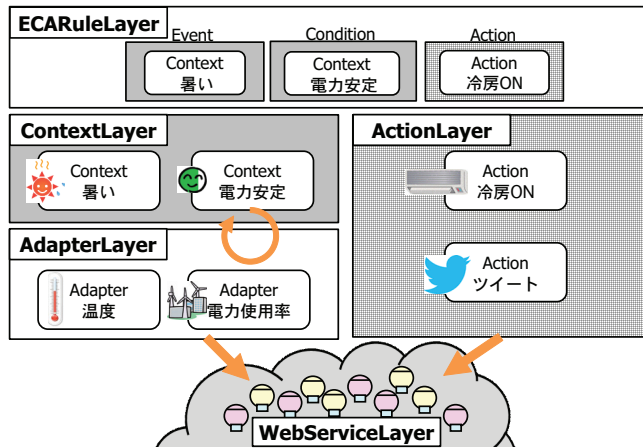 ECARuleLayer
Event
Condition
Action
Context
暑い
Context
電力安定
Action
冷房ON
ContextLayer
Context
暑い
Context
電力安定
ActionLayer
Action
冷房ON
Action
ツイート
AdapterLayer
Adapter
温度
Adapter
電力使用率
WebServiceLayer